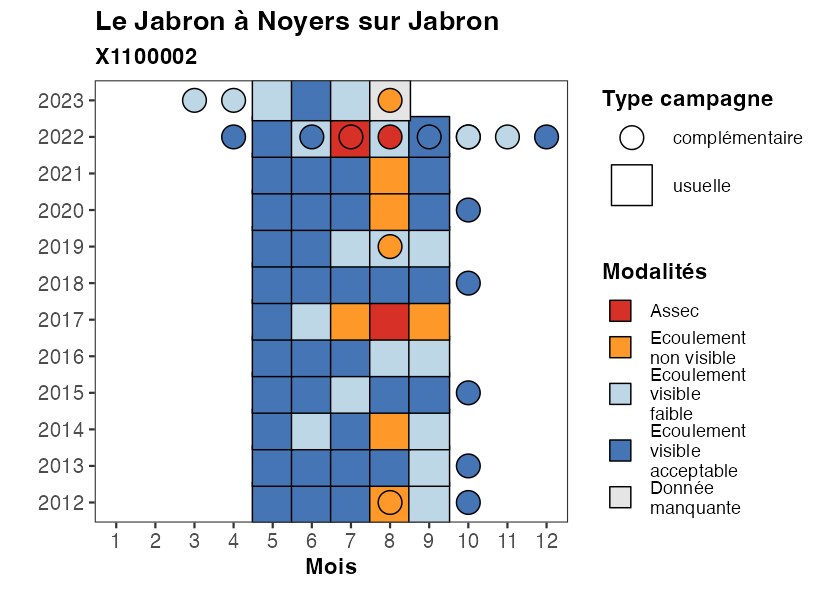 Le Jabron à Noyers sur Jabron
X1100002
2023
2022
2021
2020
2019
2018
2017
2016
2015
2014
2013
2012
1 2 3 4 5 6 7 8 9 10 11 12
Mois
Type campagne
complémentaire
usuelle
Modalités
Assec
Ecoulement
non visible
Ecoulement
visible
faible
Ecoulement
visible
acceptable
Donnée
manquante